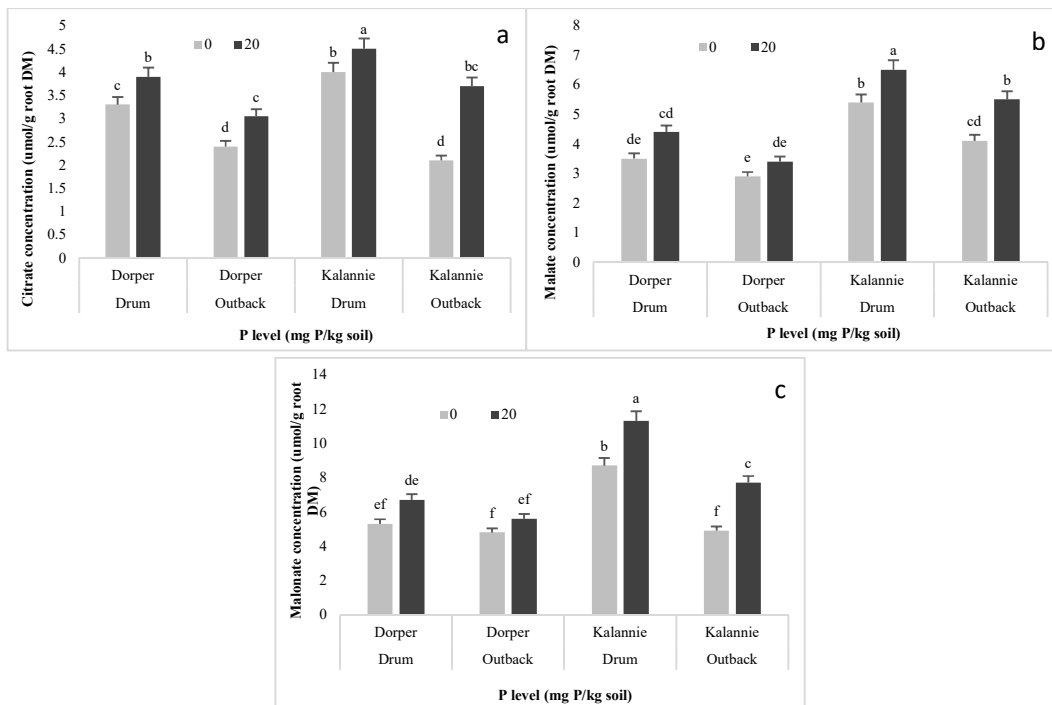 a
Citrate concentration (umol/g root DM)
5
4.5
4
3.5
3
2.5
2
1.5
1
0.5
0
0 20
c b d c b a d bc
Dorper Dorper Kalannie Kalannie
Drum Outback Drum Outback
P level (mg P/kg soil)
b
Malate concentration (umol/g root DM)
8
7
6
5
4
3
2
1
0
0 20
de cd e de b a cd b
Dorper Dorper Kalannie Kalannie
Drum Outback Drum Outback
P level (mg P/kg soil)
c
Malonate concentration (umol/g root
DM)
14
12
10
8
6
4
2
0
0 20
ef de f ef b a f c
Dorper Dorper Kalannie Kalannie
Drum Outback Drum Outback
P level (mg P/kg soil)